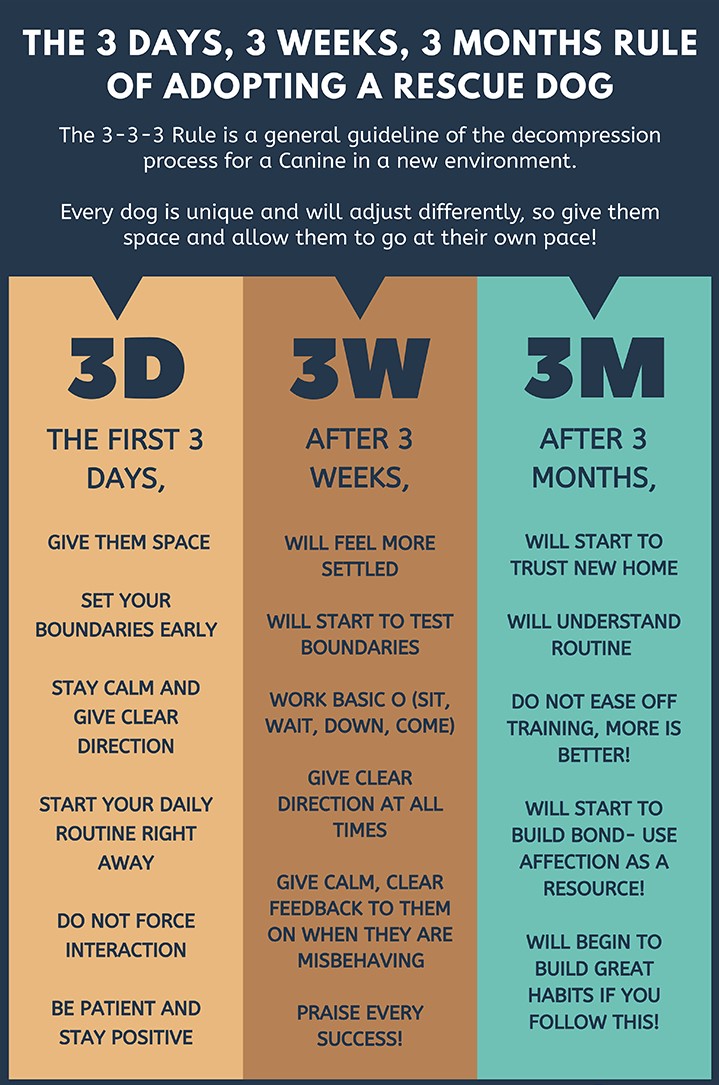 THE 3 DAYS, 3 WEEKS, 3 MONTHS RULE
OF ADOPTING A RESCUE DOG
The 3-3-3 Rule is a general guideline of the decompression
process for a Canine in a new environment.
Every dog is unique and will adjust differently, so give them
space and allow them to go at their own pace!
3D
THE FIRST 3
DAYS,
GIVE THEM SPACE
SET YOUR
BOUNDARIES EARLY
STAY CALM AND
GIVE CLEAR
DIRECTION
START YOUR DAILY
ROUTINE RIGHT
AWAY
DO NOT FORCE
INTERACTION
BE PATIENT AND
STAY POSITIVE
3W
AFTER 3
WEEKS,
WILL FEEL MORE
SETTLED
WILL START TO TEST
BOUNDARIES
WORK BASIC O (SIT,
WAIT, DOWN, COME)
GIVE CLEAR
DIRECTION AT ALL
TIMES
GIVE CALM, CLEAR
FEEDBACK TO THEM
ON WHEN THEY ARE
MISBEHAVING
PRAISE EVERY
SUCCESS!
3M
AFTER 3
MONTHS,
WILL START TO
TRUST NEW HOME
WILL UNDERSTAND
ROUTINE
DO NOT EASE OFF
TRAINING, MORE IS
BETTER!
WILL START TO
BUILD BOND- USE
AFFECTION AS A
RESOURCE!
WILL BEGIN TO
BUILD GREAT
HABITS IF YOU
FOLLOW THIS!